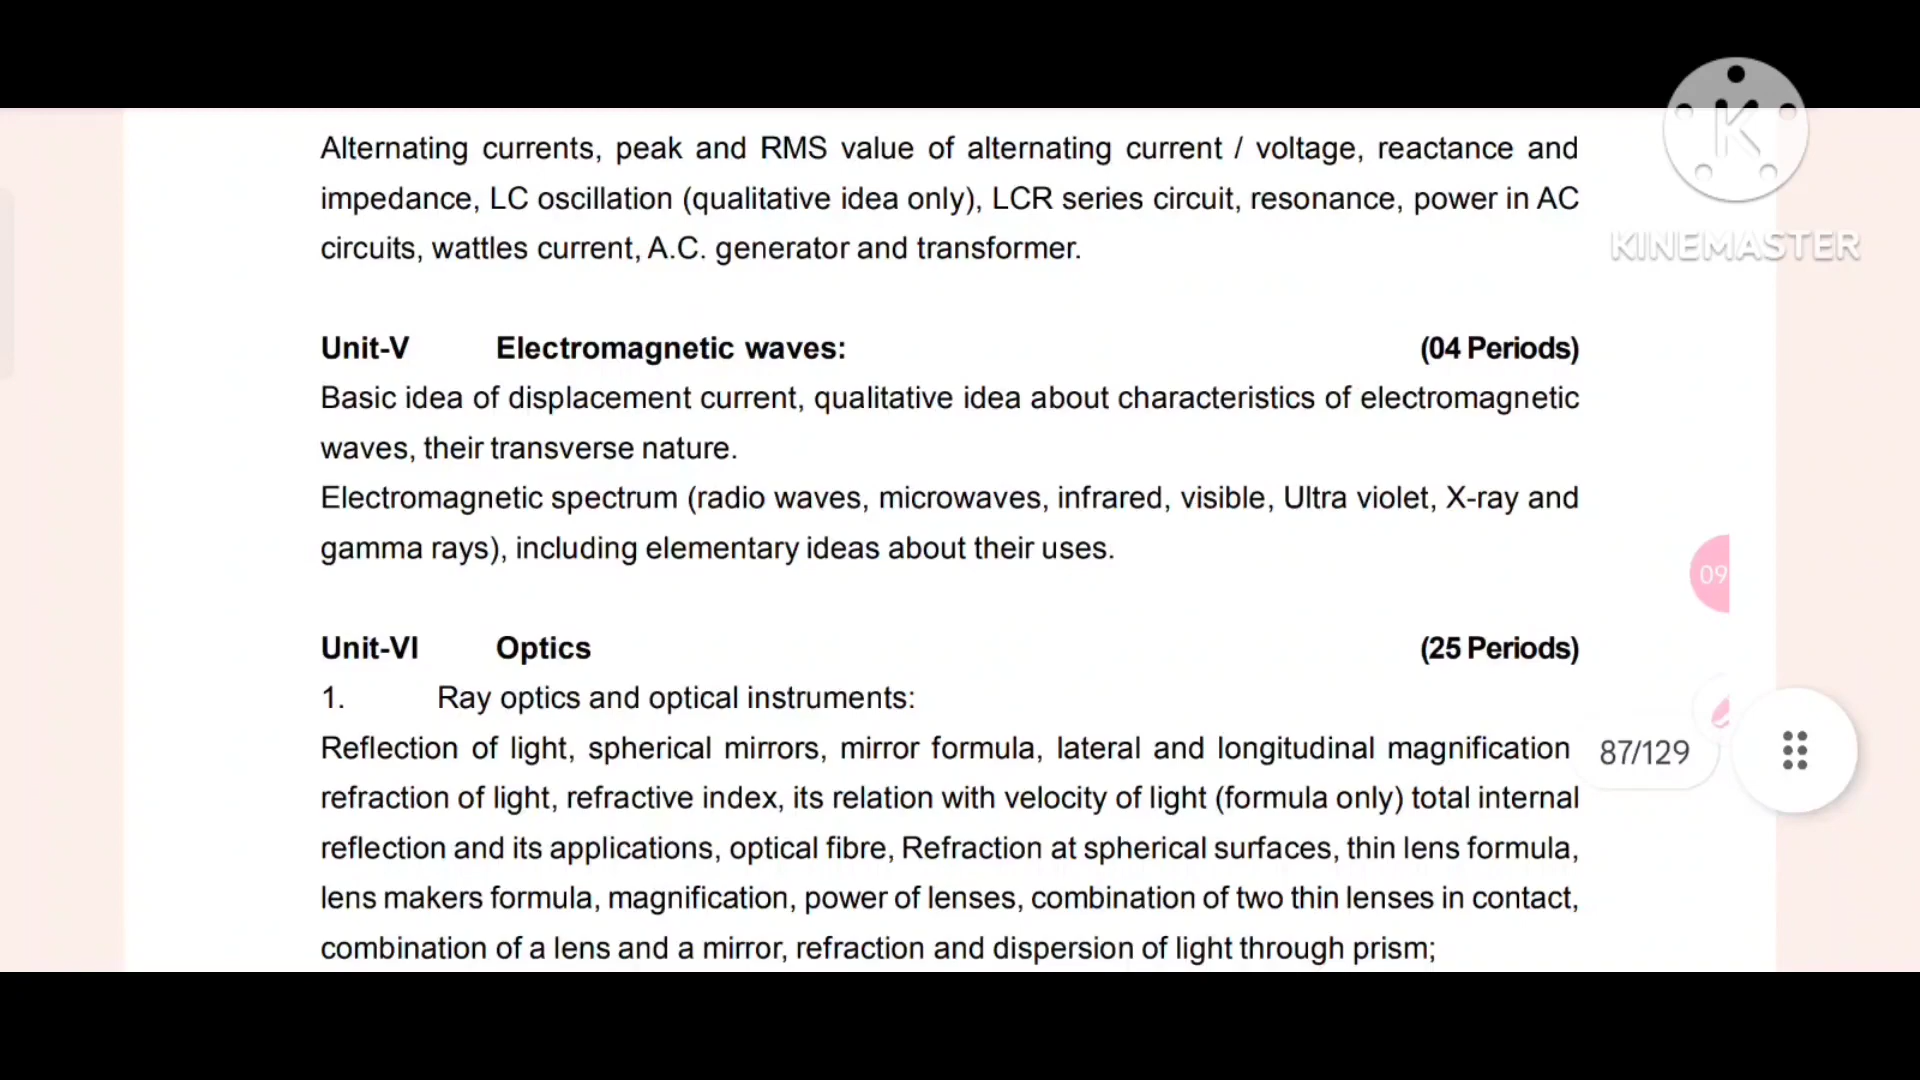 Alternating currents, peak and RMS value of alternating current / voltage, reactance and
impedance, LC oscillation (qualitative idea only), LCR series circuit, resonance, power in AC
circuits, wattles current, A.C. generator and transformer.
K
KINEMASTER
Unit-V Electromagnetic waves: (04 Periods)
Basic idea of displacement current, qualitative idea about characteristics of electromagnetic
waves, their transverse nature.
Electromagnetic spectrum (radio waves, microwaves, infrared, visible, Ultra violet, X-ray and
gamma rays), including elementary ideas about their uses.
09
Unit-VI Optics (25 Periods)
1. Ray optics and optical instruments:
Reflection of light, spherical mirrors, mirror formula, lateral and longitudinal magnification
87/129
refraction of light, refractive index, its relation with velocity of light (formula only) total internal
reflection and its applications, optical fibre, Refraction at spherical surfaces, thin lens formula,
lens makers formula, magnification, power of lenses, combination of two thin lenses in contact,
combination of a lens and a mirror, refraction and dispersion of light through prism;